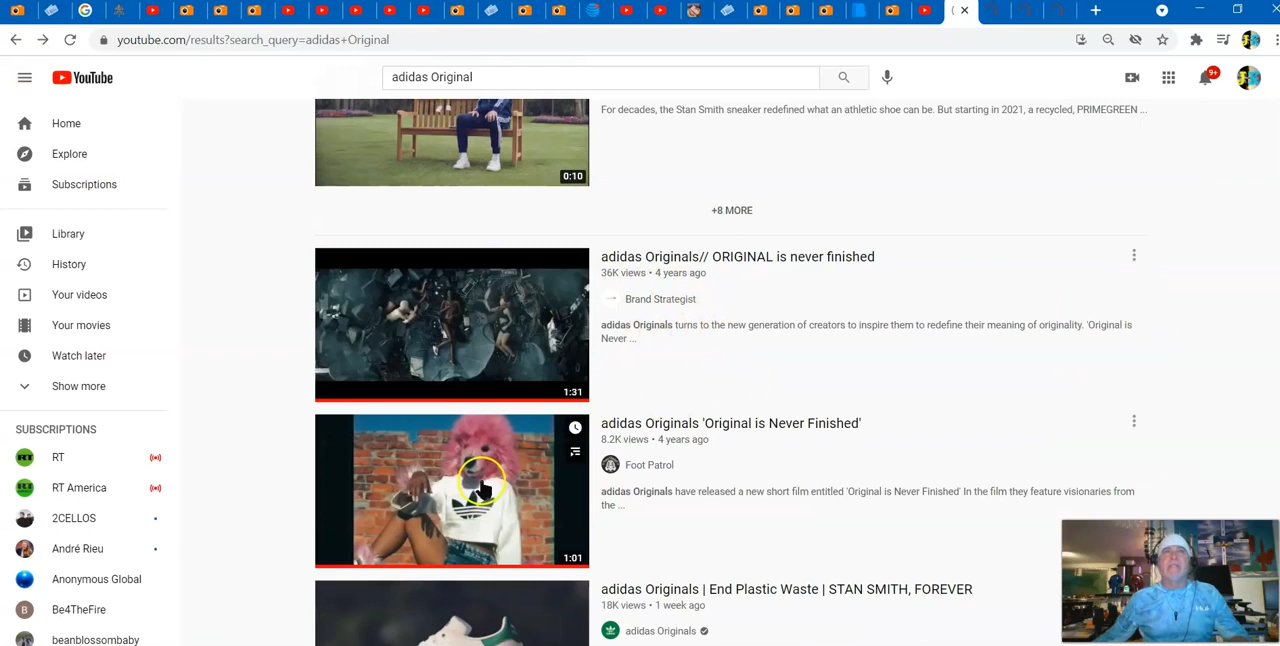 youtube.com/results?search_query=adidas+Original
YouTube
adidas Original
9+
For decades, the Stan Smith sneaker redefined what an athletic shoe can be. But starting in 2021, a recycled, PRIMEGREEN ...
Home
0:10
Explore
Subscriptions
+8 MORE
Library
adidas Originals// ORIGINAL is never finished
History
36K views • 4 years ago
Your videos
Brand Strategist
Your movies
adidas Originals turns to the new generation of creators to inspire them to redefine their meaning of originality. 'Original is
Never ...
Watch later
Show more
1:31
SUBSCRIPTIONS
adidas Originals 'Original is Never Finished'
8.2K views • 4 years ago
RT
Foot Patrol
RT America
adidas Originals have released a new short film entitled 'Original is Never Finished' In the film they feature visionaries from
the ...
2CELLOS
André Rieu
1:01
Anonymous Global
adidas Originals | End Plastic Waste | STAN SMITH, FOREVER
18K views • 1 week ago
B
Be4TheFire
adidas Originals
beanblossombaby